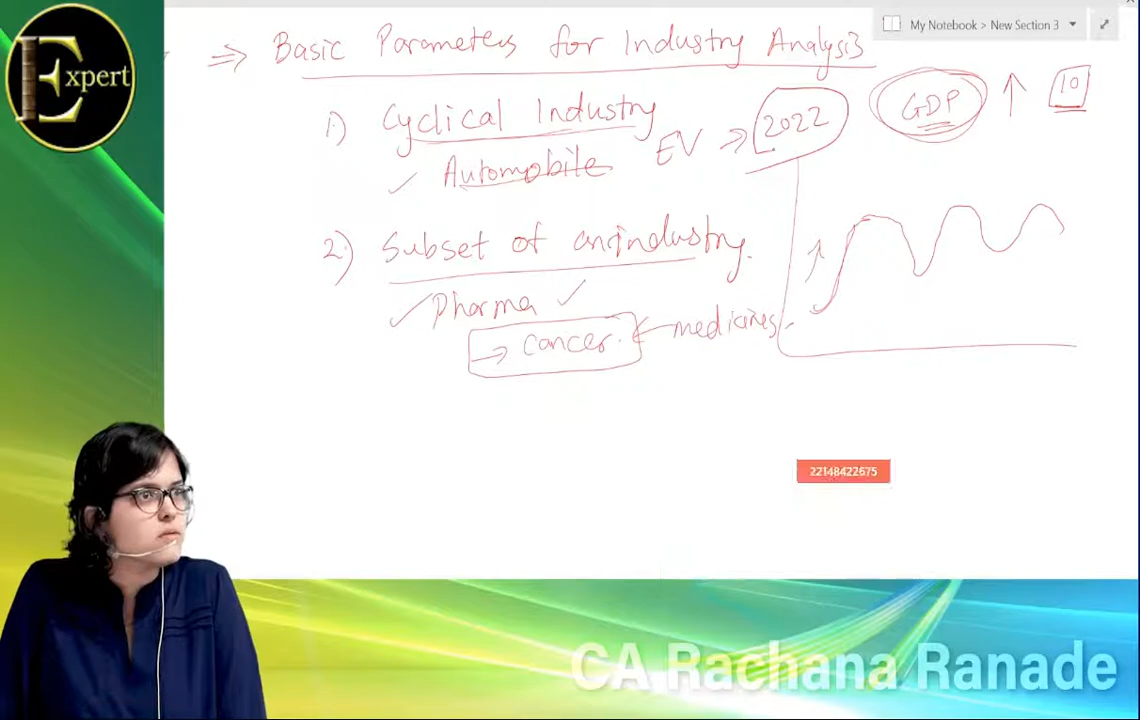 Expert
My Notebook > New Section 3
⇒ Basic Parameters for Industry Analysis
1) Cyclical Industry
EV ⇒ 2022
GDP ↑ 10
✓ Automobile
2) Subset of an industry.
✓ Pharma ✓
→ cancer. ← medicines
22148422675
CA Rachana Ranade